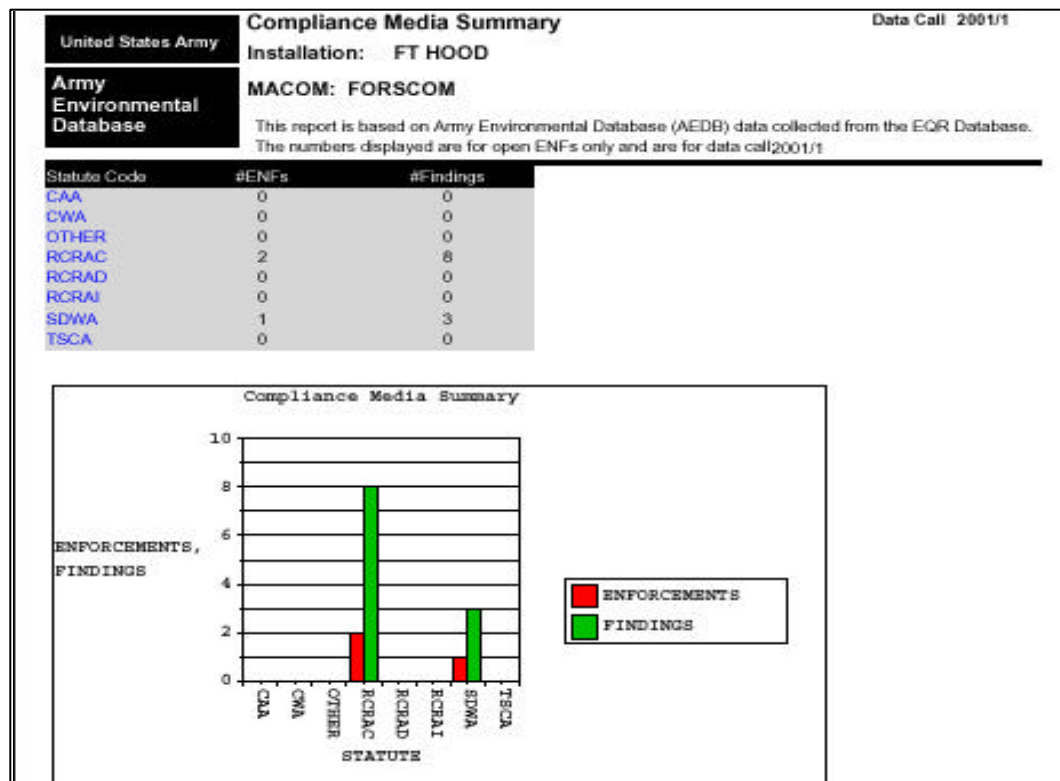 United States Army
Compliance Media Summary
Data Call 2001/1
Installation: FT HOOD
Army
Environmental
Database
MACOM: FORSCOM
This report is based on Army Environmental Database (AEDB) data collected from the EQR Database.
The numbers displayed are for open ENFs only and are for data call2001/1
Statute Code #ENFs #Findings
CAA 0 0
CWA 0 0
OTHER 0 0
RCRAC 2 8
RCRAD 0 0
RCRAI 0 0
SDWA 1 3
TSCA 0 0
Compliance Media Summary
10
8
6
4
2
0
ENFORCEMENTS,
FINDINGS
CAA
CWA
OTHER
RCRAC
RCRAD
RCRAI
SDWA
TSCA
STATUTE
ENFORCEMENTS
FINDINGS